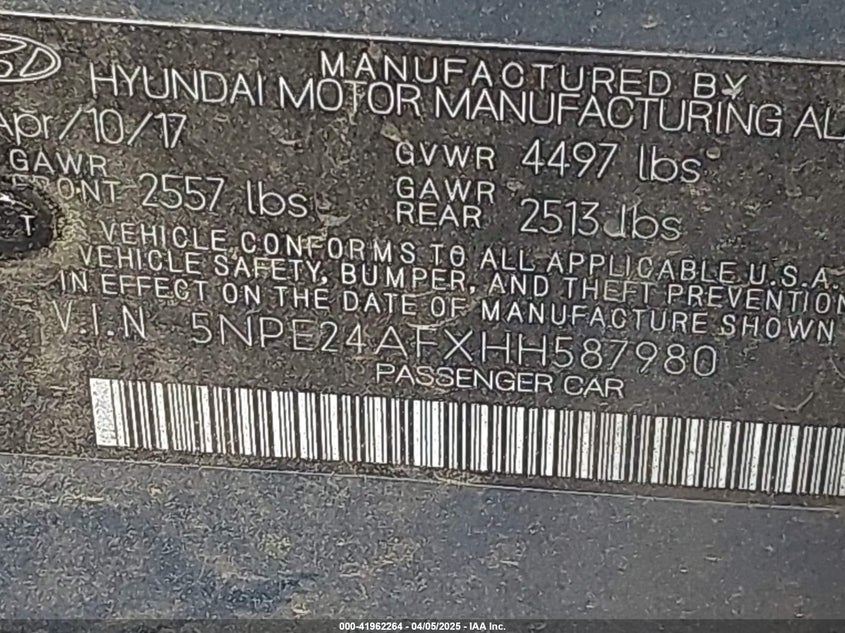 MANUFACTURED BY
HYUNDAI MOTOR MANUFACTURING AL
Apr/10/17
GVWR 4497 lbs
GAWR FRONT 2557 lbs
GAWR REAR 2513 lbs
T
VEHICLE CONFORMS TO ALL APPLICABLE U.S.A.
VEHICLE SAFETY, BUMPER, AND THEFT PREVENTION
IN EFFECT ON THE DATE OF MANUFACTURE SHOWN
V.I.N 5NPE24AFXHH587980
PASSENGER CAR
000-41962264 - 04/05/2025 - IAA Inc.